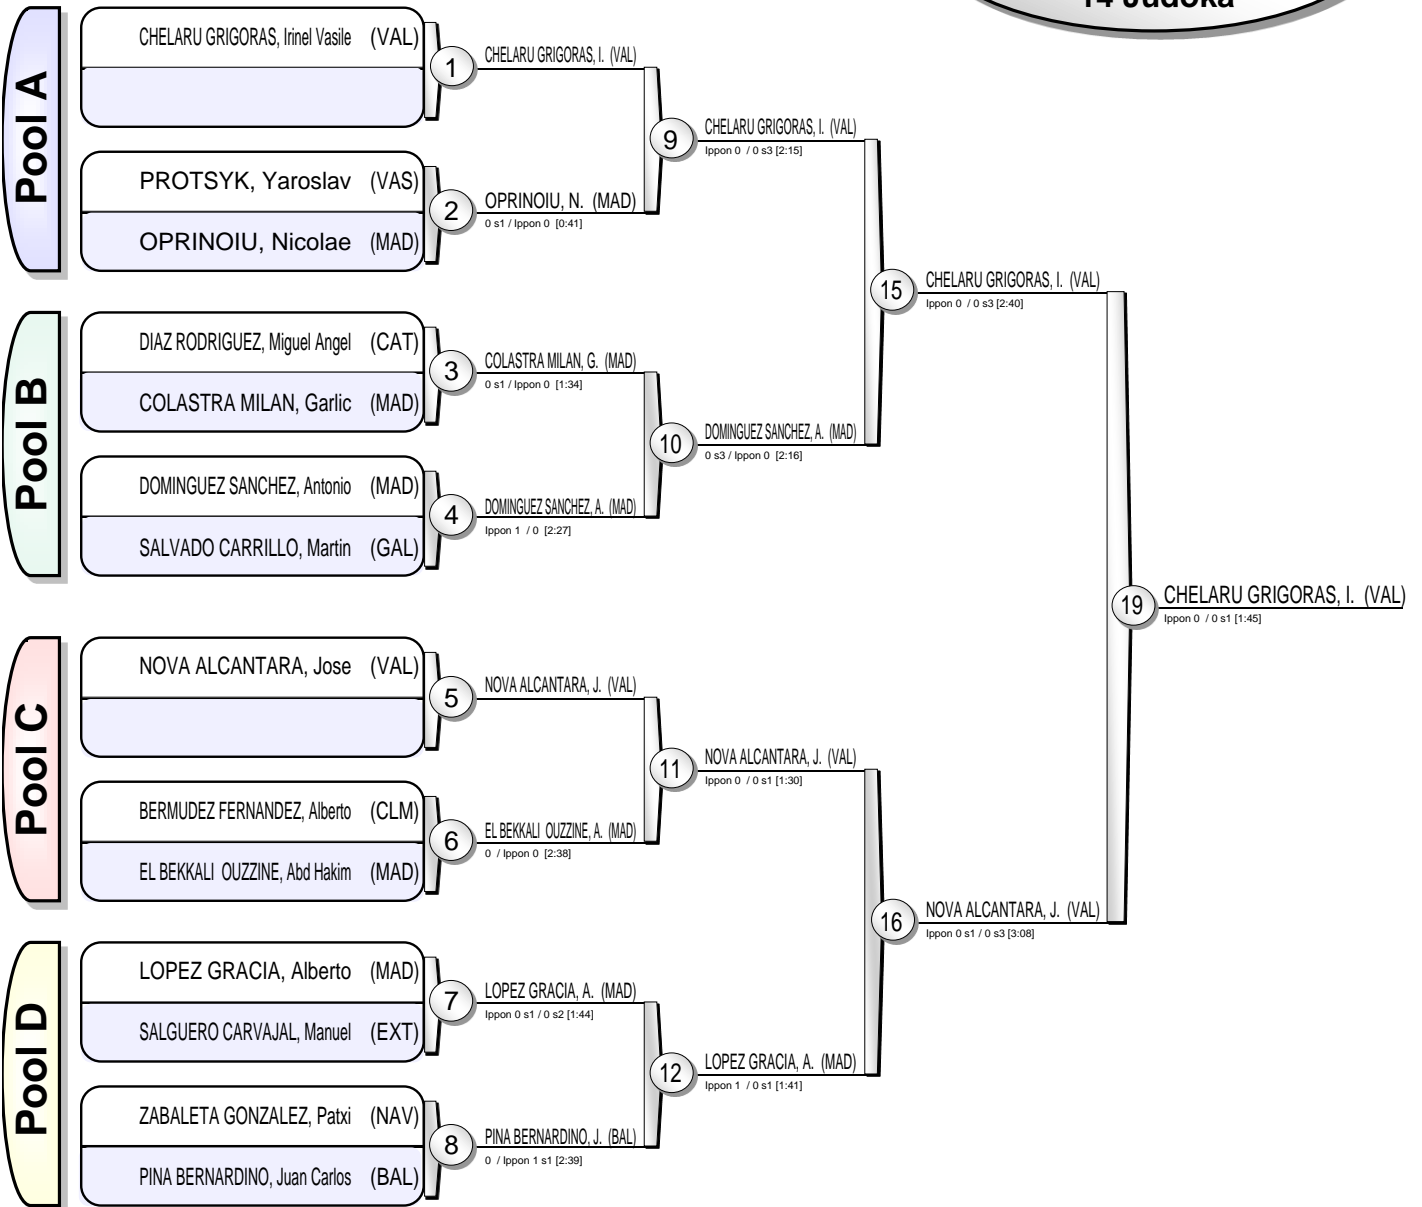 14 Judoka
Pool A
CHELARU GRIGORAS, Irinel Vasile (VAL)
1
CHELARU GRIGORAS, I. (VAL)
PROTSYK, Yaroslav (VAS)
OPRINOIU, Nicolae (MAD)
2
OPRINOIU, N. (MAD)
0 s1 / Ippon 0 [0:41]
9
CHELARU GRIGORAS, I. (VAL)
Ippon 0 / 0 s3 [2:15]
Pool B
DIAZ RODRIGUEZ, Miguel Angel (CAT)
COLASTRA MILAN, Garlic (MAD)
3
COLASTRA MILAN, G. (MAD)
0 s1 / Ippon 0 [1:34]
DOMINGUEZ SANCHEZ, Antonio (MAD)
SALVADO CARRILLO, Martin (GAL)
4
DOMINGUEZ SANCHEZ, A. (MAD)
Ippon 1 / 0 [2:27]
10
DOMINGUEZ SANCHEZ, A. (MAD)
0 s3 / Ippon 0 [2:16]
15
CHELARU GRIGORAS, I. (VAL)
Ippon 0 / 0 s3 [2:40]
Pool C
NOVA ALCANTARA, Jose (VAL)
5
NOVA ALCANTARA, J. (VAL)
BERMUDEZ FERNANDEZ, Alberto (CLM)
EL BEKKALI OUZZINE, Abd Hakim (MAD)
6
EL BEKKALI OUZZINE, A. (MAD)
0 / Ippon 0 [2:38]
11
NOVA ALCANTARA, J. (VAL)
Ippon 0 / 0 s1 [1:30]
Pool D
LOPEZ GRACIA, Alberto (MAD)
SALGUERO CARVAJAL, Manuel (EXT)
7
LOPEZ GRACIA, A. (MAD)
Ippon 0 s1 / 0 s2 [1:44]
ZABALETA GONZALEZ, Patxi (NAV)
PINA BERNARDINO, Juan Carlos (BAL)
8
PINA BERNARDINO, J. (BAL)
0 / Ippon 1 s1 [2:39]
12
LOPEZ GRACIA, A. (MAD)
Ippon 1 / 0 s1 [1:41]
16
NOVA ALCANTARA, J. (VAL)
Ippon 0 s1 / 0 s3 [3:08]
19
CHELARU GRIGORAS, I. (VAL)
Ippon 0 / 0 s1 [1:45]